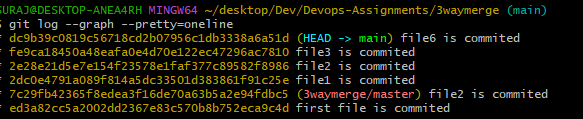 SURAJ@DESKTOP-ANEA4RH MINGW64 ~/desktop/Dev/Devops-Assignments/3waymerge (main)
$ git log --graph --pretty=oneline
* dc9b39c0819c56718cd2b07956c1db3338a6a51d (HEAD -> main) file6 is commited
* fe9ca18450a48eafa0e4d70e122ec47296ac7810 file3 is commited
* 2e28e21d5e7e154f23578e1faf377c89582f8986 file2 is commited
* 2dc0e4791a089f814a5dc33501d383861f91c25e file1 is commited
* 7c29fb42365f8edea3f16de70a63b5a2e94fdbc5 (3waymerge/master) file2 is commited
* ed3a82cc5a2002dd2367e83c570b8b752eca9c4d first file is commited